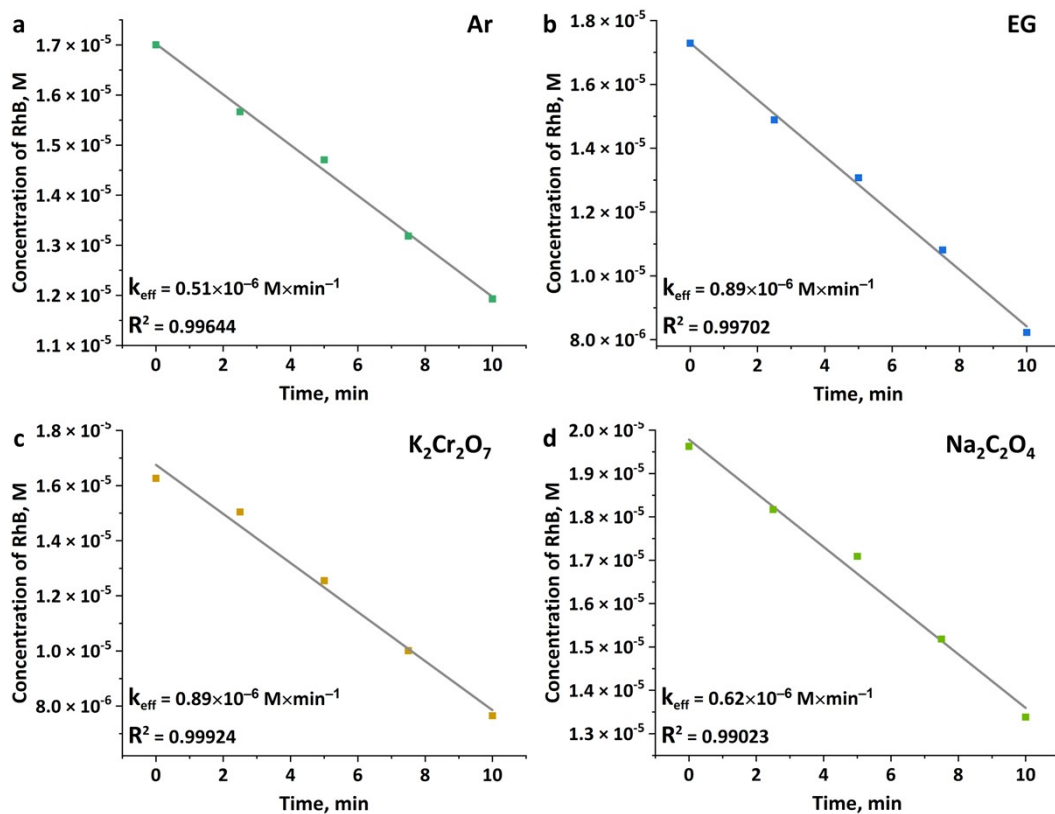 a
Ar
Concentration of RhB, M
1.7 × 10⁻⁵
1.6 × 10⁻⁵
1.5 × 10⁻⁵
1.4 × 10⁻⁵
1.3 × 10⁻⁵
1.2 × 10⁻⁵
1.1 × 10⁻⁵
k_eff = 0.51×10⁻⁶ M×min⁻¹
R² = 0.99644
0 2 4 6 8 10
Time, min
b
EG
Concentration of RhB, M
1.8 × 10⁻⁵
1.6 × 10⁻⁵
1.4 × 10⁻⁵
1.2 × 10⁻⁵
1.0 × 10⁻⁵
8.0 × 10⁻⁶
k_eff = 0.89×10⁻⁶ M×min⁻¹
R² = 0.99702
0 2 4 6 8 10
Time, min
c
K₂Cr₂O₇
Concentration of RhB, M
1.8 × 10⁻⁵
1.6 × 10⁻⁵
1.4 × 10⁻⁵
1.2 × 10⁻⁵
1.0 × 10⁻⁵
8.0 × 10⁻⁶
k_eff = 0.89×10⁻⁶ M×min⁻¹
R² = 0.99924
0 2 4 6 8 10
Time, min
d
Na₂C₂O₄
Concentration of RhB, M
2.0 × 10⁻⁵
1.9 × 10⁻⁵
1.8 × 10⁻⁵
1.7 × 10⁻⁵
1.6 × 10⁻⁵
1.5 × 10⁻⁵
1.4 × 10⁻⁵
1.3 × 10⁻⁵
k_eff = 0.62×10⁻⁶ M×min⁻¹
R² = 0.99023
0 2 4 6 8 10
Time, min